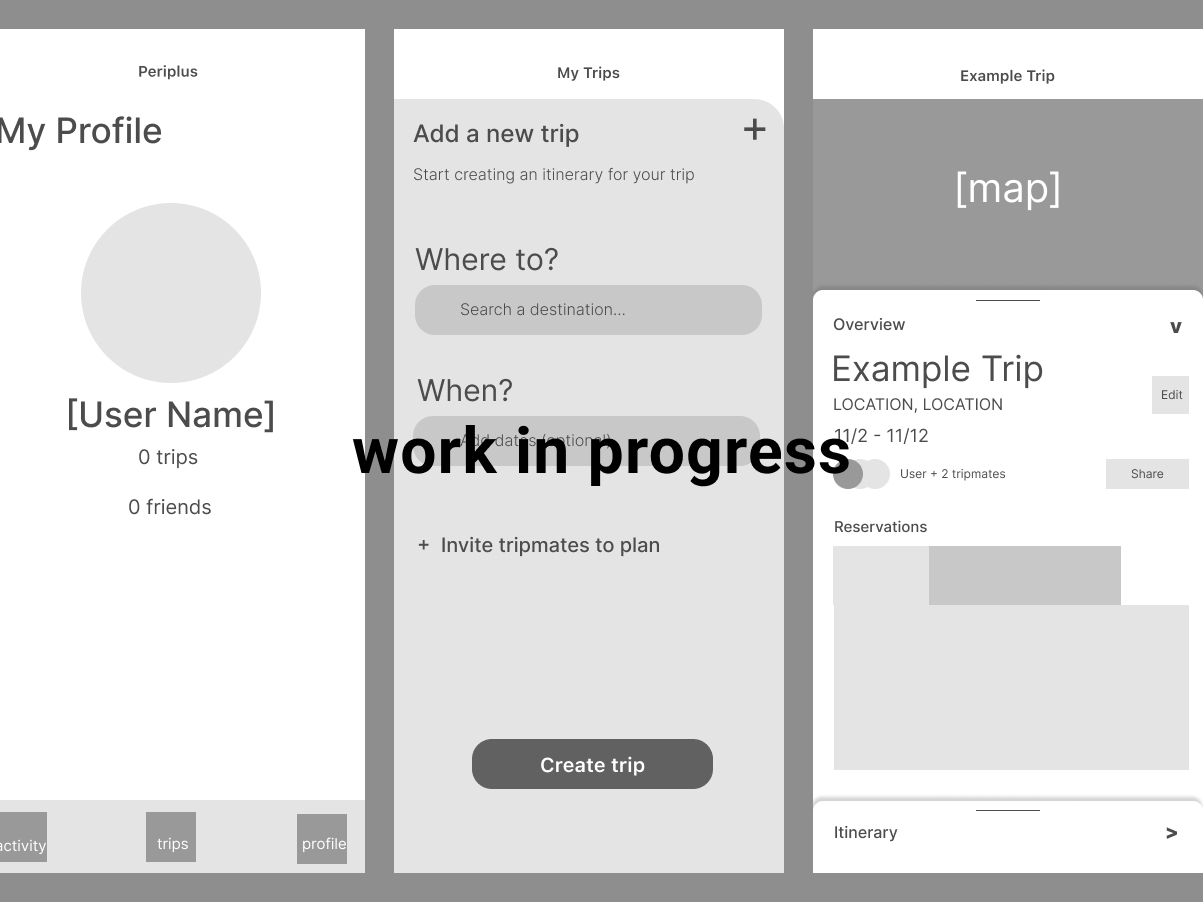 Periplus
My Profile
[User Name]
0 trips
0 friends
activity
trips
profile
My Trips
Add a new trip
+
Start creating an itinerary for your trip
Where to?
Search a destination...
When?
Add dates (optional)
work in progress
+ Invite tripmates to plan
Create trip
Example Trip
[map]
Overview
v
Example Trip
LOCATION, LOCATION
Edit
11/2 - 11/12
User + 2 tripmates
Share
Reservations
Itinerary
>